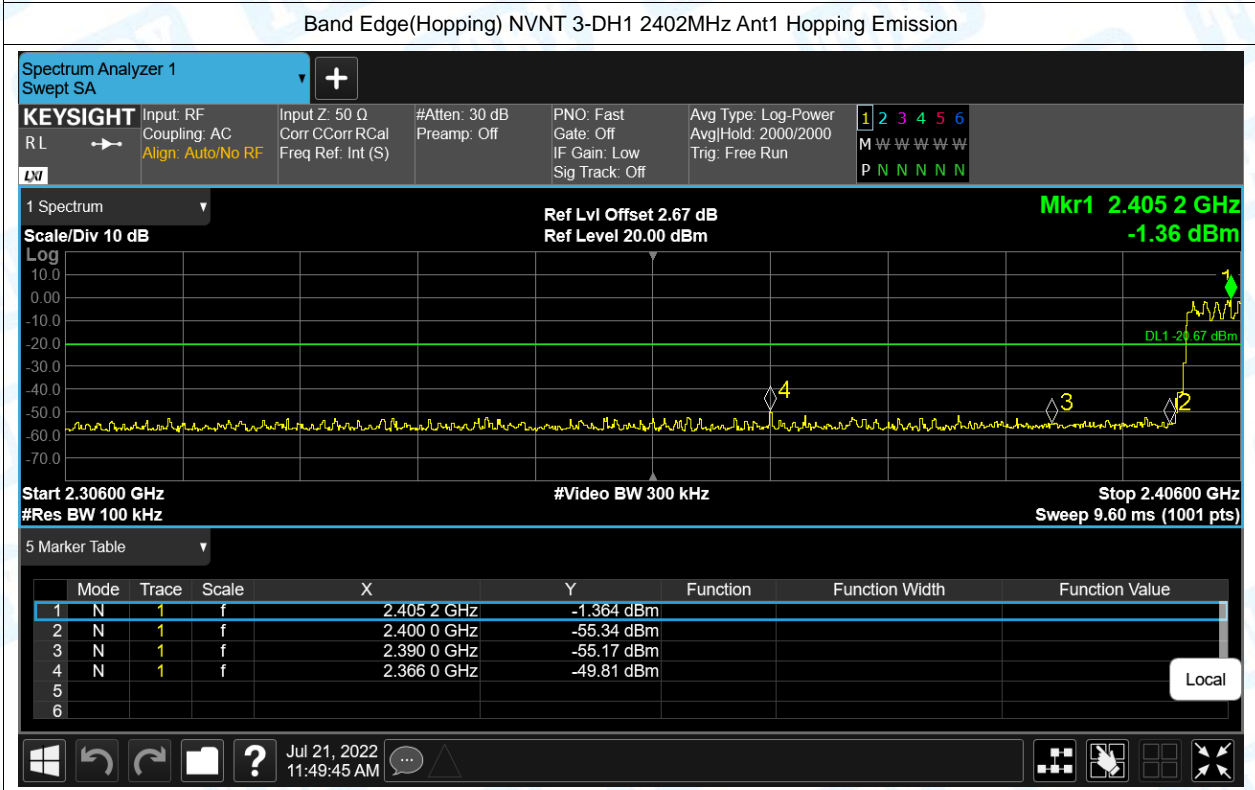 Band Edge(Hopping) NVNT 3-DH1 2402MHz Ant1 Hopping Emission
Spectrum Analyzer 1
Swept SA
KEYSIGHT
R L
LXI
Input: RF
Coupling: AC
Align: Auto/No RF
Input Z: 50 Ω
Corr CCorr RCal
Freq Ref: Int (S)
#Atten: 30 dB
Preamp: Off
PNO: Fast
Gate: Off
IF Gain: Low
Sig Track: Off
Avg Type: Log-Power
Avg|Hold: 2000/2000
Trig: Free Run
1 2 3 4 5 6
M W W W W W
P N N N N N
1 Spectrum
Scale/Div 10 dB
Ref Lvl Offset 2.67 dB
Ref Level 20.00 dBm
Mkr1 2.405 2 GHz
-1.36 dBm
Log
10.0
0.00
-10.0
-20.0
-30.0
-40.0
-50.0
-60.0
-70.0
1
DL1 -20.67 dBm
4
3
2
Start 2.30600 GHz
#Video BW 300 kHz
Stop 2.40600 GHz
#Res BW 100 kHz
Sweep 9.60 ms (1001 pts)
5 Marker Table
Mode Trace Scale X Y Function Function Width Function Value
1 N 1 f 2.405 2 GHz -1.364 dBm
2 N 1 f 2.400 0 GHz -55.34 dBm
3 N 1 f 2.390 0 GHz -55.17 dBm
4 N 1 f 2.366 0 GHz -49.81 dBm
5
6
Local
?
Jul 21, 2022
11:49:45 AM